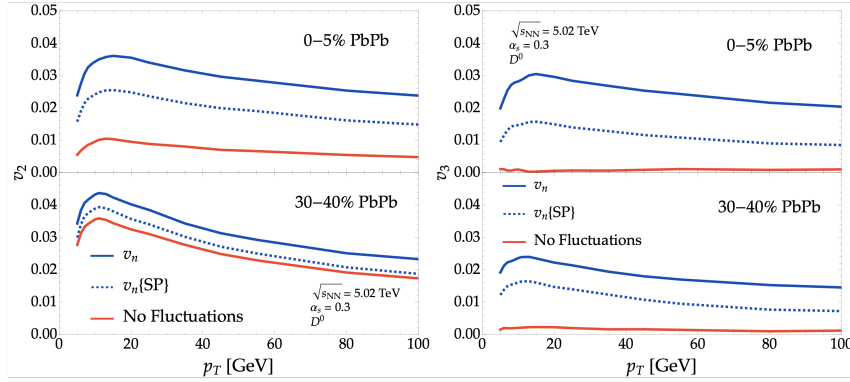 0.05
0.04
0.03
0.02
0.01
0.00
0.04
0.03
0.02
0.01
0.00
v₂
0−5% PbPb
30−40% PbPb
vₙ
vₙ{SP}
No Fluctuations
√sNN = 5.02 TeV
αₛ = 0.3
D⁰
0 20 40 60 80 100
p_T [GeV]
0.05
0.04
0.03
0.02
0.01
0.00
0.04
0.03
0.02
0.01
0.00
v₃
√sNN = 5.02 TeV
αₛ = 0.3
D⁰
0−5% PbPb
vₙ
vₙ{SP}
No Fluctuations
30−40% PbPb
0 20 40 60 80 100
p_T [GeV]